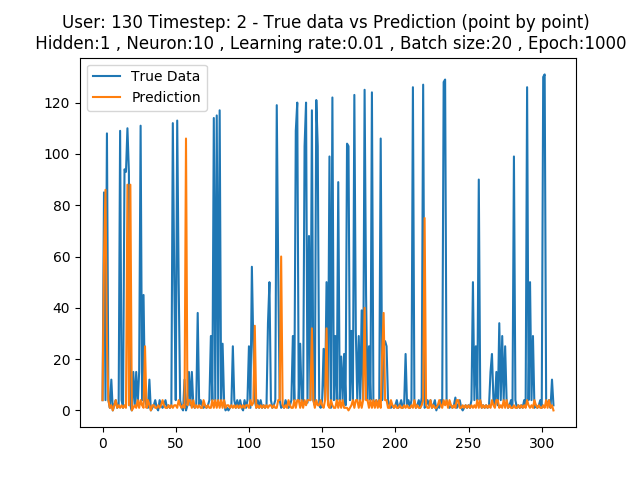 User: 130 Timestep: 2 - True data vs Prediction (point by point)
Hidden:1 , Neuron:10 , Learning rate:0.01 , Batch size:20 , Epoch:1000
True Data
Prediction
120
100
80
60
40
20
0
0 50 100 150 200 250 300